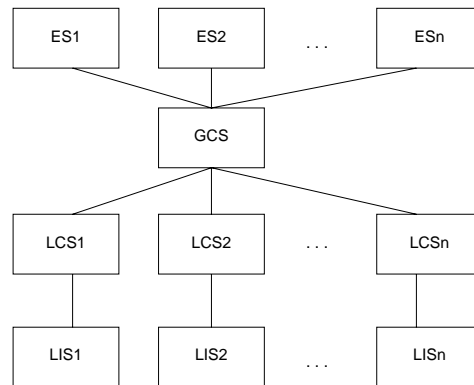 ES1 ES2 . . . ESn
GCS
LCS1 LCS2 . . . LCSn
LIS1 LIS2 . . . LISn